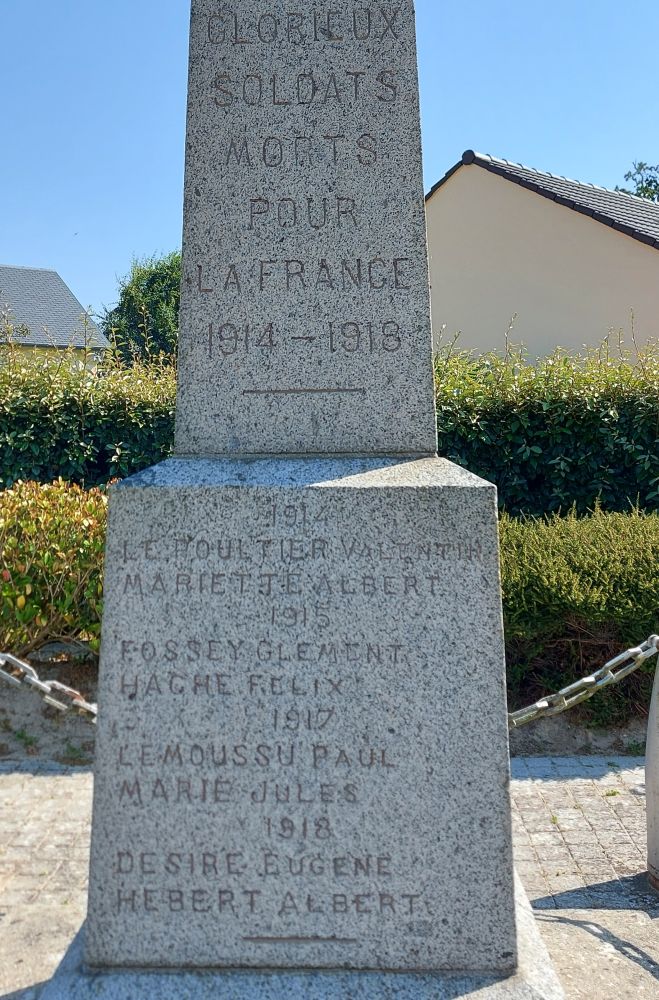 GLORIEUX
SOLDATS
MORTS
POUR
LA FRANCE
1914-1918
1914
LE POULTIER VALENTIN
MARIETTE ALBERT
1915
FOSSEY CLEMENT
HACHE FELIX
1917
LEMOUSSU PAUL
MARIE JULES
1918
DESIRE EUGENE
HEBERT ALBERT